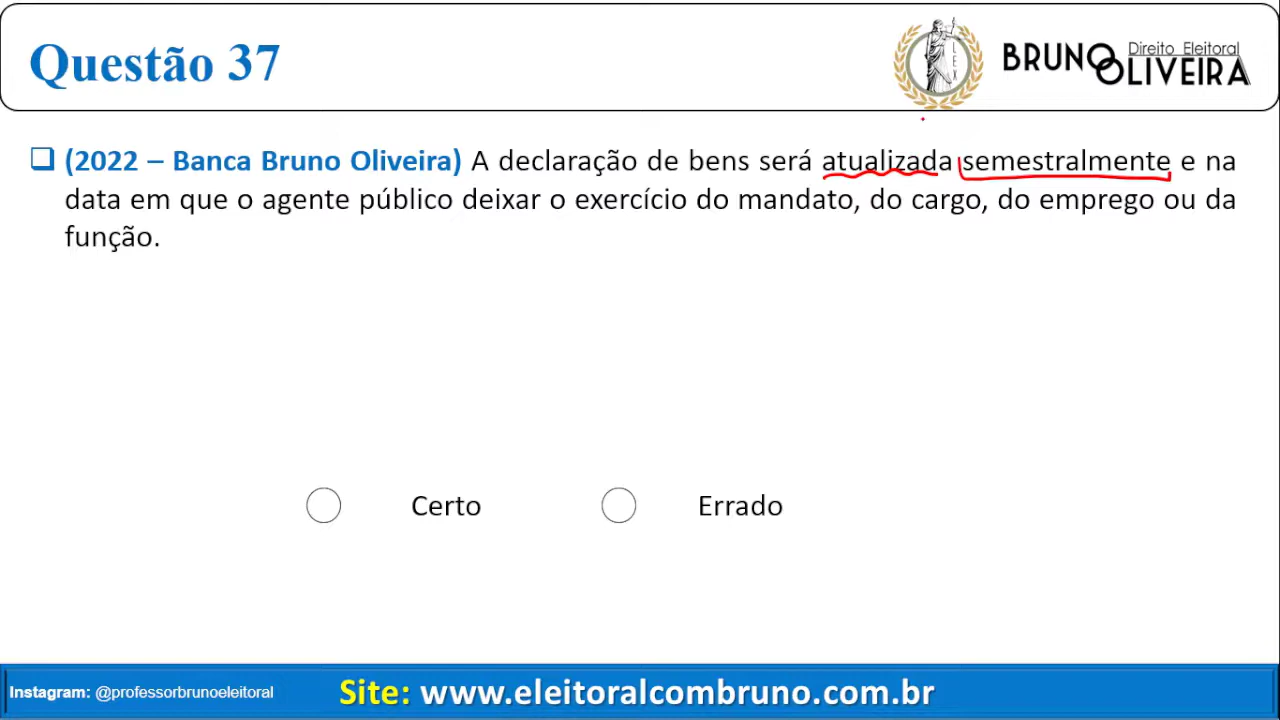 Questão 37
LEX
BRUNO
Direito Eleitoral
OLIVEIRA
(2022 – Banca Bruno Oliveira) A declaração de bens será atualizada semestralmente e na
data em que o agente público deixar o exercício do mandato, do cargo, do emprego ou da
função.
Certo Errado
Instagram: @professorbrunoeleitoral Site: www.eleitoralcombruno.com.br